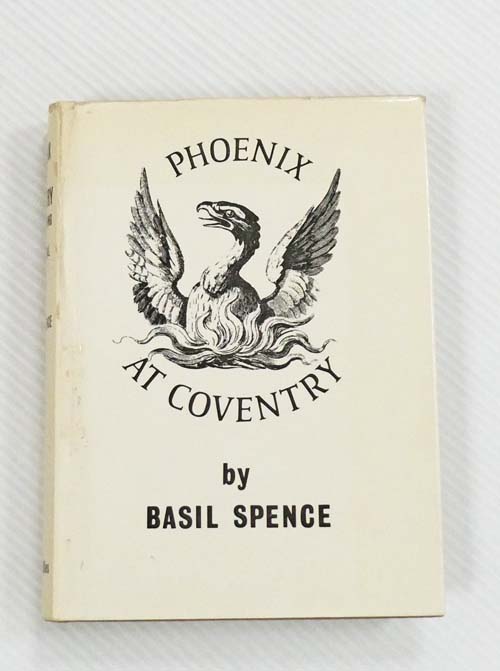 PHOENIX
AT COVENTRY
by
BASIL SPENCE